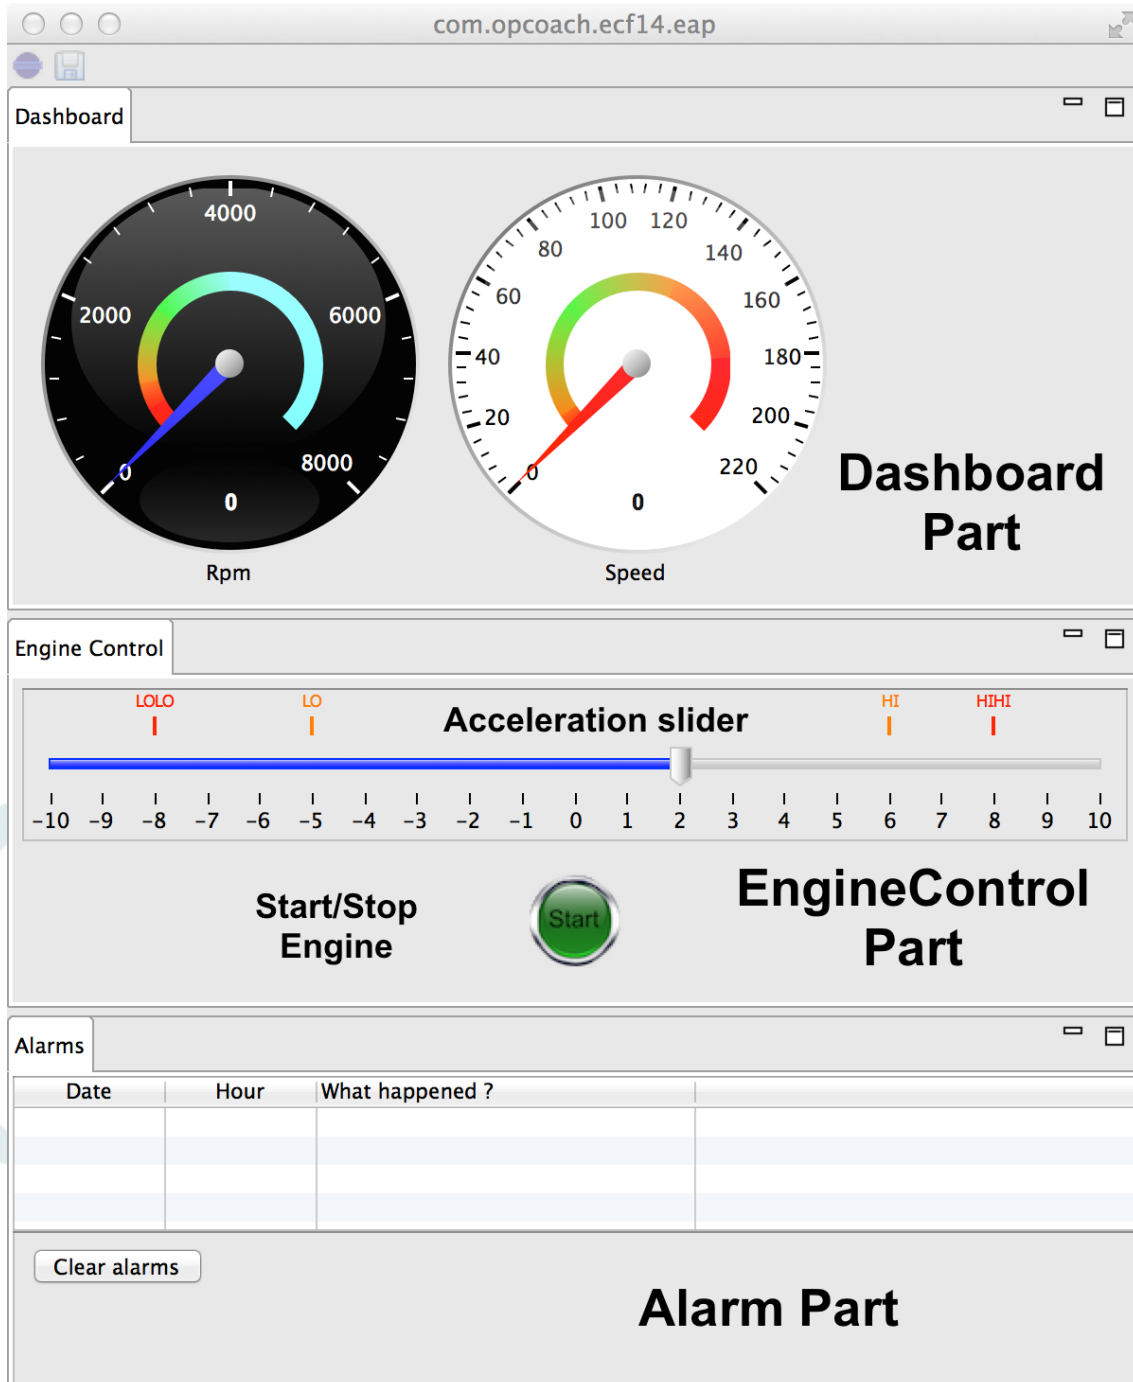 com.opcoach.ecf14.eap
Dashboard
4000
2000
6000
0
8000
0
Rpm
100 120
80
140
60
160
40
180
20
200
0
220
0
Speed
Dashboard
Part
Engine Control
LOLO
LO
HI
HIHI
Acceleration slider
-10 -9 -8 -7 -6 -5 -4 -3 -2 -1 0 1 2 3 4 5 6 7 8 9 10
Start/Stop
Engine
Start
EngineControl
Part
Alarms
Date Hour What happened ?
Clear alarms
Alarm Part